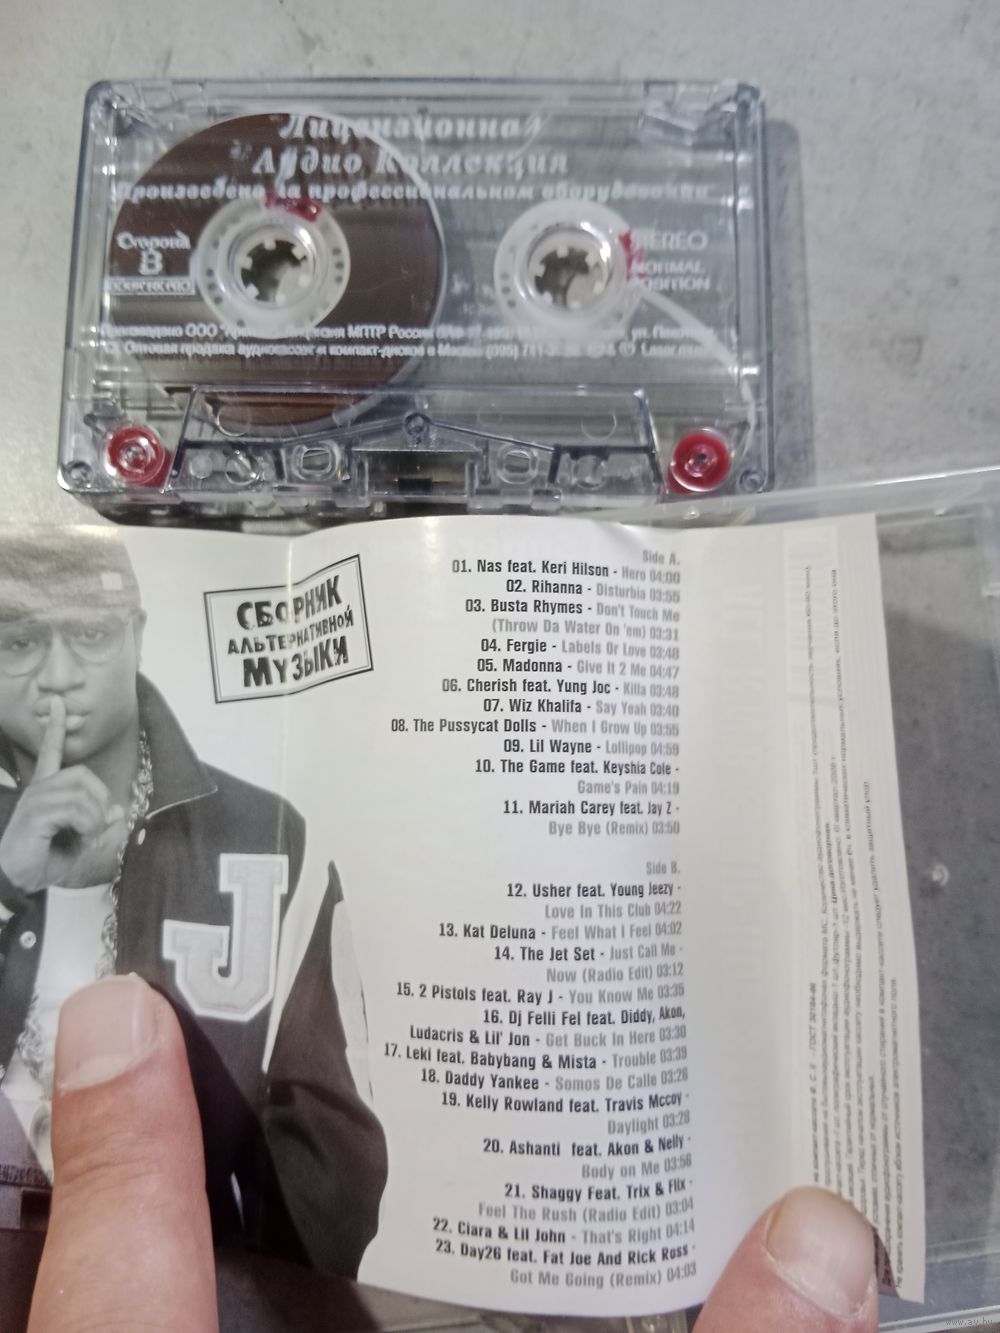 Лицензионная
Аудио Коллекция
Произведено на профессиональном оборудовании
Сторона
B
STEREO
NORMAL
POSITION
СБОРНИК
АЛЬТЕРНАТИВНОЙ
МУЗЫКИ
J
Side A.
01. Nas feat. Keri Hilson - Hero 04:00
02. Rihanna - Disturbia 03:55
03. Busta Rhymes - Don't Touch Me
(Throw Da Water On 'em) 03:31
04. Fergie - Labels Or Love 03:48
05. Madonna - Give It 2 Me 04:47
06. Cherish feat. Yung Joc - Killa 03:48
07. Wiz Khalifa - Say Yeah 03:40
08. The Pussycat Dolls - When I Grow Up 03:55
09. Lil Wayne - Lollipop 04:59
10. The Game feat. Keyshia Cole -
Game's Pain 04:19
11. Mariah Carey feat. Jay Z -
Bye Bye (Remix) 03:50
Side B.
12. Usher feat. Young Jeezy -
Love In This Club 04:22
13. Kat Deluna - Feel What I Feel 04:02
14. The Jet Set - Just Call Me -
Now (Radio Edit) 03:12
15. 2 Pistols feat. Ray J - You Know Me 03:35
16. Dj Felli Fel feat. Diddy, Akon,
Ludacris & Lil' Jon - Get Buck In Here 03:30
17. Leki feat. Babybang & Mista - Trouble 03:39
18. Daddy Yankee - Somos De Calle 03:26
19. Kelly Rowland feat. Travis Mccoy -
Daylight 03:28
20. Ashanti feat. Akon & Nelly -
Body on Me 03:56
21. Shaggy Feat. Trix & Flix -
Feel The Rush (Radio Edit) 03:04
22. Ciara & Lil John - That's Right 04:14
23. Day26 feat. Fat Joe And Rick Ross -
Got Me Going (Remix) 04:03
www.av.by